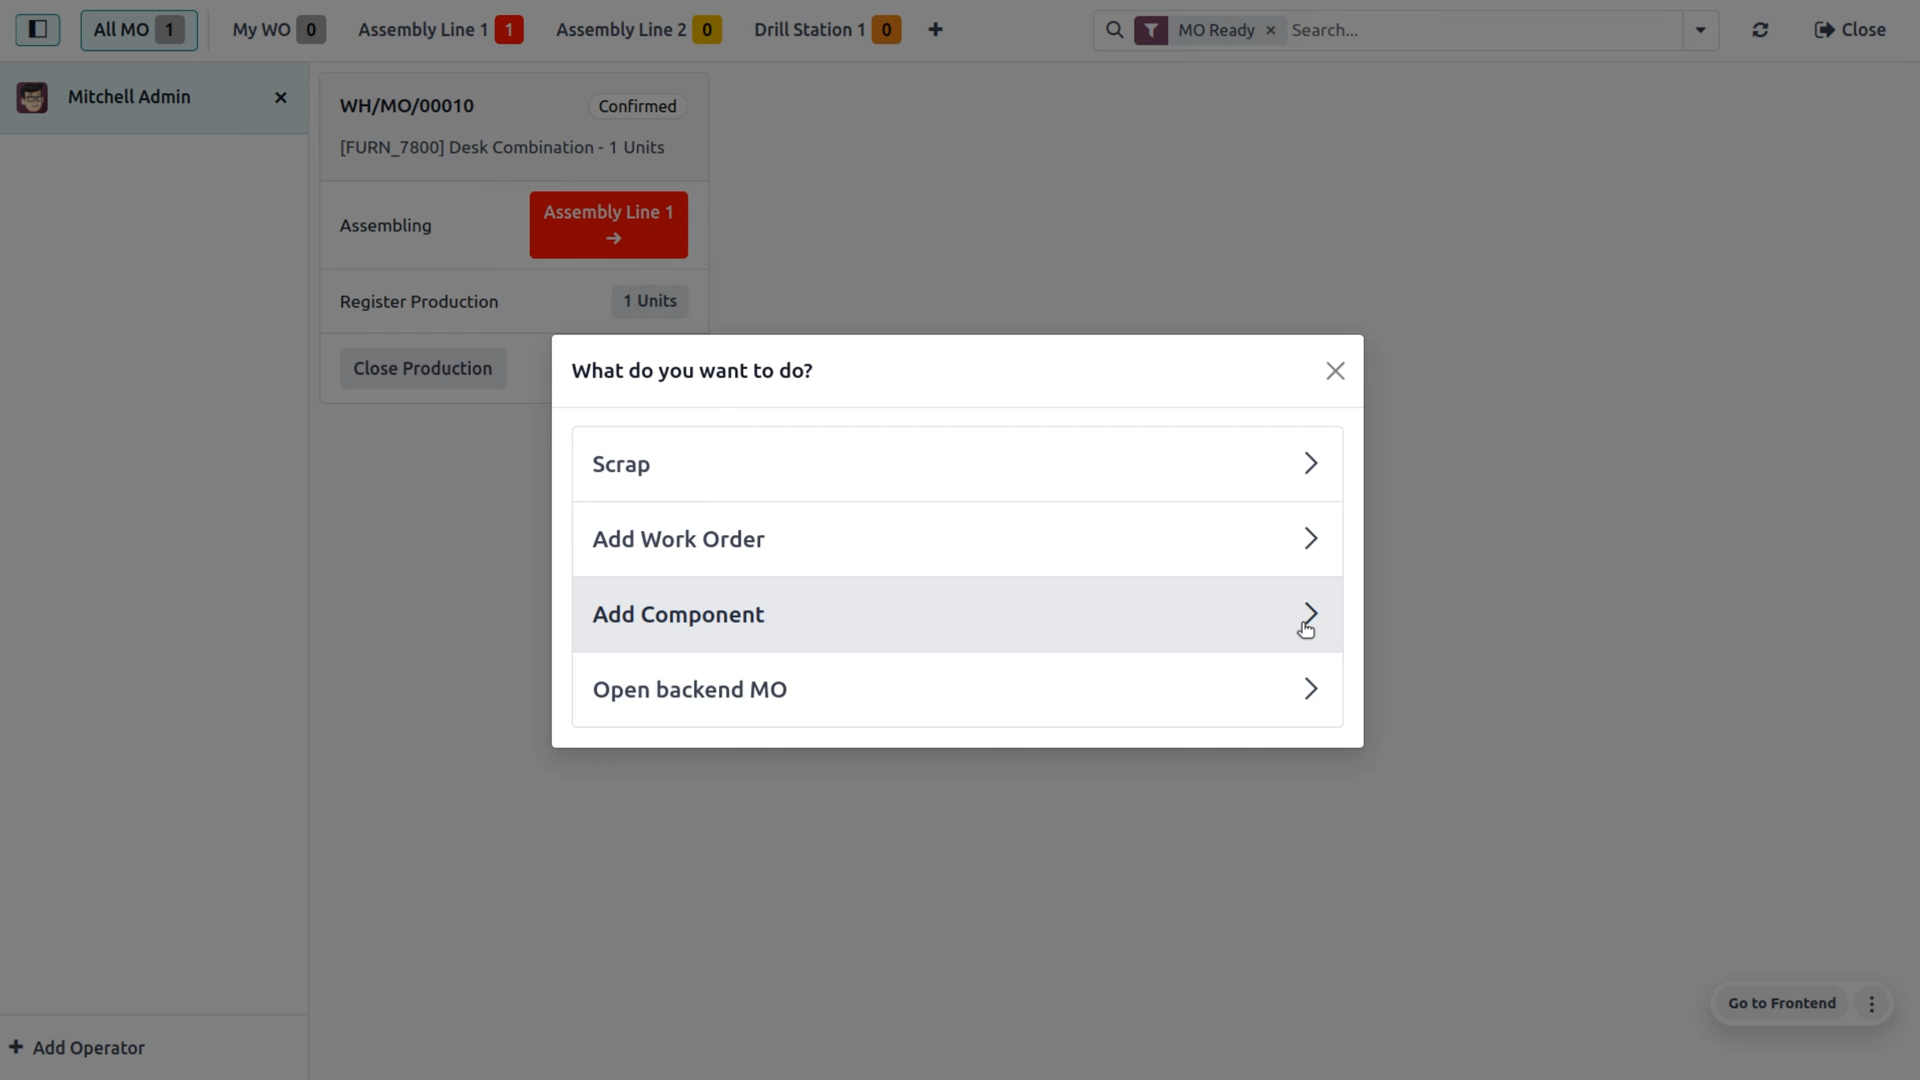 All MO 1
My WO 0
Assembly Line 1 1
Assembly Line 2 0
Drill Station 1 0
MO Ready
Search...
Close
Mitchell Admin
WH/MO/00010
Confirmed
[FURN_7800] Desk Combination - 1 Units
Assembling
Assembly Line 1
Register Production
1 Units
Close Production
What do you want to do?
Scrap
Add Work Order
Add Component
Open backend MO
Go to Frontend
Add Operator